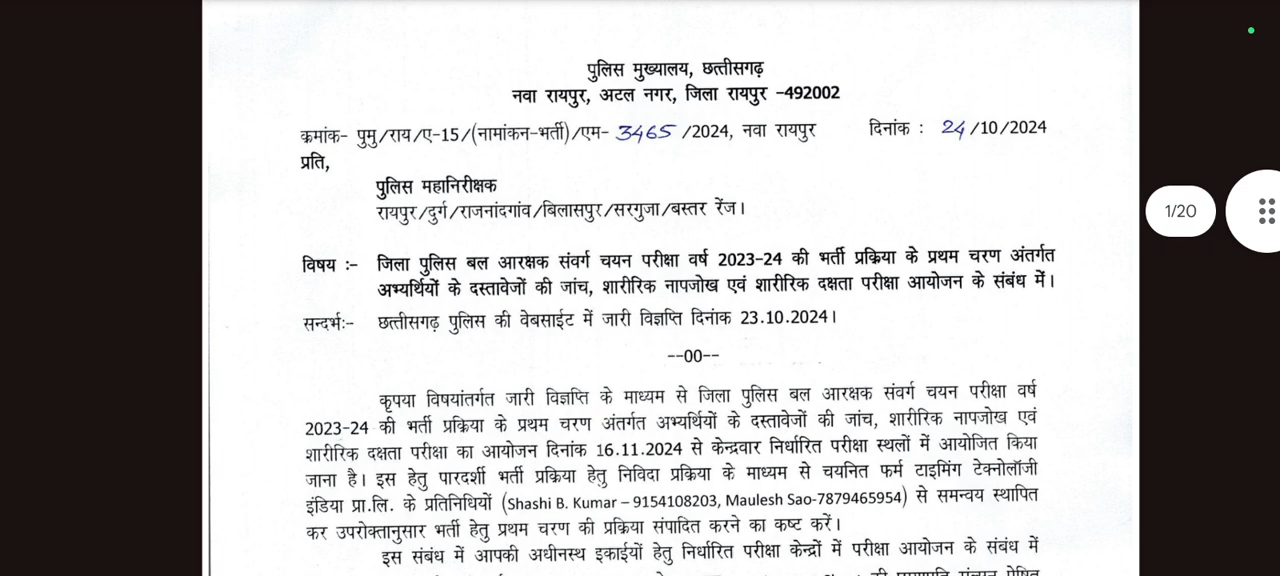 पुलिस मुख्यालय, छत्तीसगढ़
नवा रायपुर, अटल नगर, जिला रायपुर -492002
क्रमांक- पुमु/राय/ए-15/(नामांकन-भर्ती)/एम- 3465 /2024, नवा रायपुर दिनांक : 24/10/2024
प्रति,
पुलिस महानिरीक्षक
रायपुर/दुर्ग/राजनांदगांव/बिलासपुर/सरगुजा/बस्तर रेंज।
1/20
विषय :- जिला पुलिस बल आरक्षक संवर्ग चयन परीक्षा वर्ष 2023-24 की भर्ती प्रक्रिया के प्रथम चरण अंतर्गत
अभ्यर्थियों के दस्तावेजों की जांच, शारीरिक नापजोख एवं शारीरिक दक्षता परीक्षा आयोजन के संबंध में।
सन्दर्भः- छत्तीसगढ़ पुलिस की वेबसाईट में जारी विज्ञप्ति दिनांक 23.10.2024।
--00--
कृपया विषयांतर्गत जारी विज्ञप्ति के माध्यम से जिला पुलिस बल आरक्षक संवर्ग चयन परीक्षा वर्ष
2023-24 की भर्ती प्रक्रिया के प्रथम चरण अंतर्गत अभ्यर्थियों के दस्तावेजों की जांच, शारीरिक नापजोख एवं
शारीरिक दक्षता परीक्षा का आयोजन दिनांक 16.11.2024 से केन्द्रवार निर्धारित परीक्षा स्थलों में आयोजित किया
जाना है। इस हेतु पारदर्शी भर्ती प्रक्रिया हेतु निविदा प्रक्रिया के माध्यम से चयनित फर्म टाइमिंग टेक्नोलॉजी
इंडिया प्रा.लि. के प्रतिनिधियों (Shashi B. Kumar – 9154108203, Maulesh Sao-7879465954) से समन्वय स्थापित
कर उपरोक्तानुसार भर्ती हेतु प्रथम चरण की प्रक्रिया संपादित करने का कष्ट करें।
इस संबंध में आपकी अधीनस्थ इकाईयों हेतु निर्धारित परीक्षा केन्द्रों में परीक्षा आयोजन के संबंध में